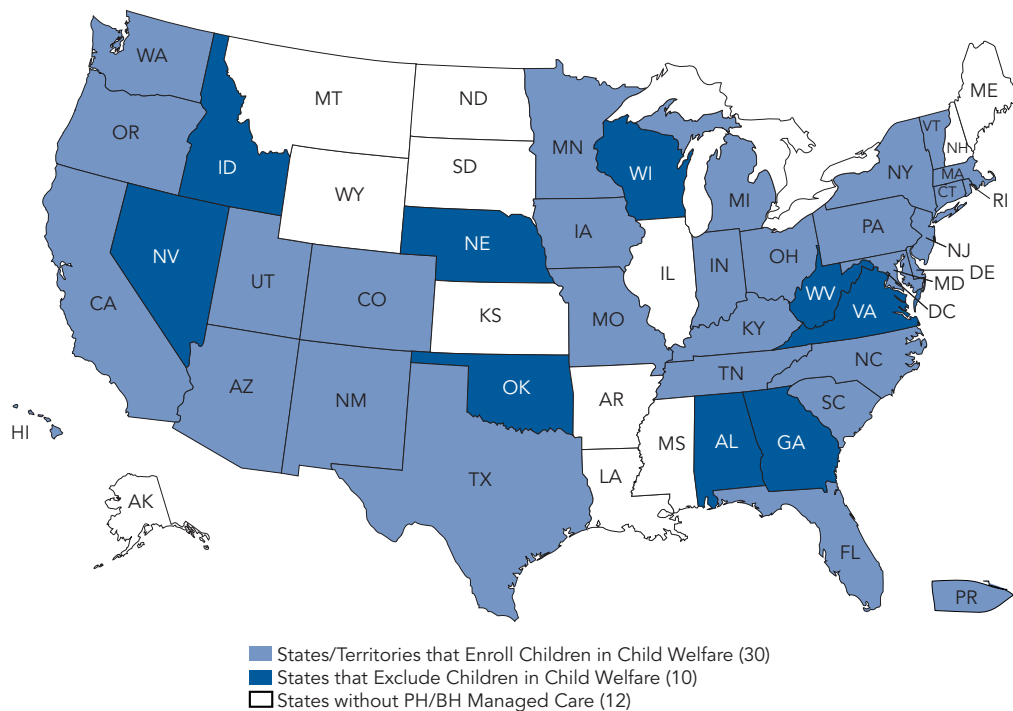 WA
MT
ND
ME
OR
MN
VT
NH
ID
SD
WI
NY
MA
CT
WY
MI
RI
IA
PA
NV
NE
NJ
UT
IL
IN
OH
DE
MD
CA
CO
WV
DC
KS
MO
VA
KY
AZ
OK
TN
NC
NM
AR
SC
HI
MS
AL
GA
TX
LA
AK
FL
PR
States/Territories that Enroll Children in Child Welfare (30)
States that Exclude Children in Child Welfare (10)
States without PH/BH Managed Care (12)